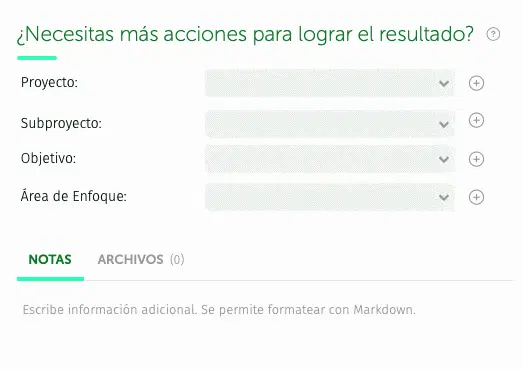 ¿Necesitas más acciones para lograr el resultado? ?
Proyecto:
Subproyecto:
Objetivo:
Área de Enfoque:
NOTAS ARCHIVOS (0)
Escribe información adicional. Se permite formatear con Markdown.